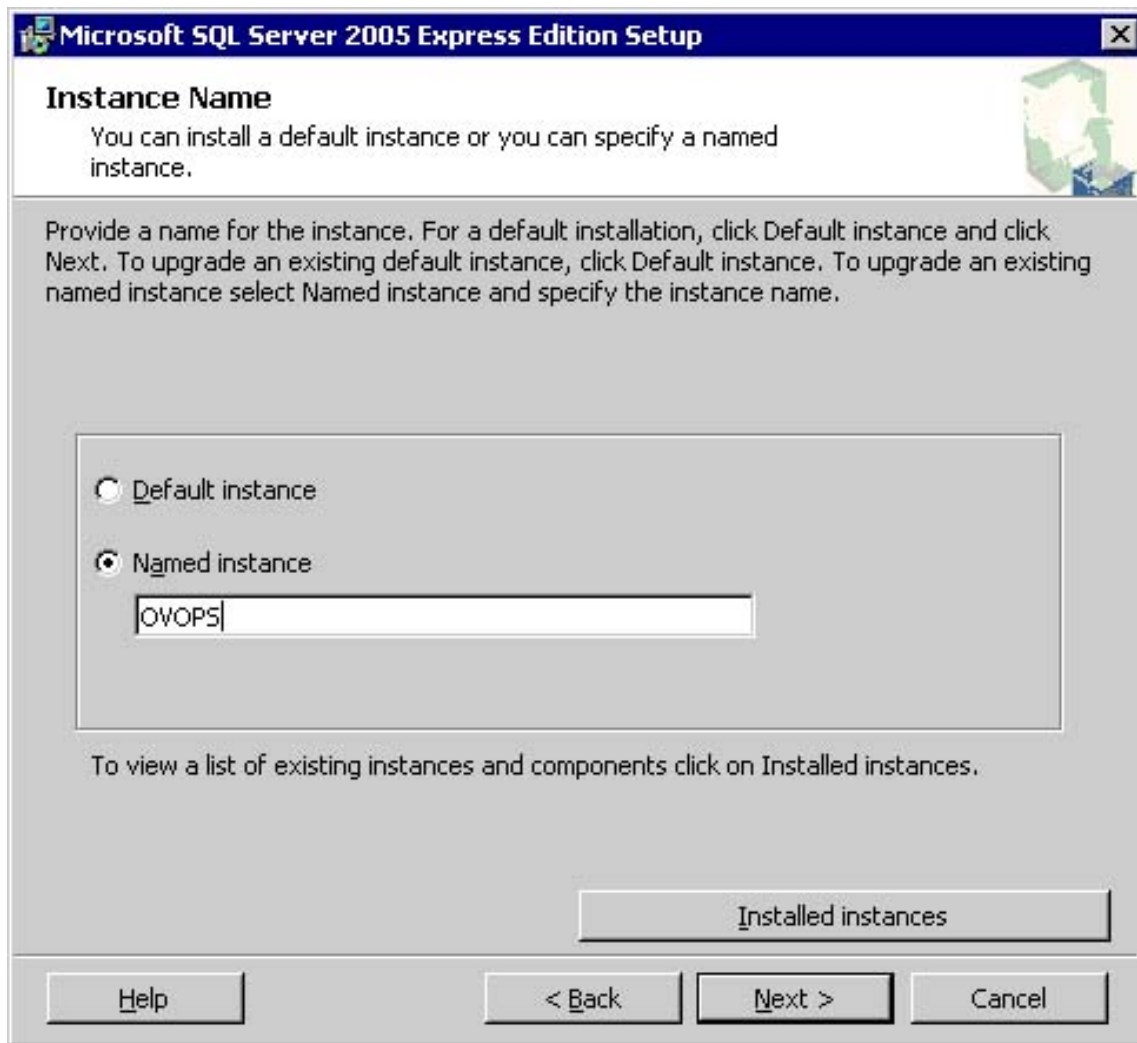 Microsoft SQL Server 2005 Express Edition Setup
Instance Name
You can install a default instance or you can specify a named
instance.
Provide a name for the instance. For a default installation, click Default instance and click
Next. To upgrade an existing default instance, click Default instance. To upgrade an existing
named instance select Named instance and specify the instance name.
Default instance
Named instance
OVOPS
To view a list of existing instances and components click on Installed instances.
Installed instances
Help
< Back
Next >
Cancel